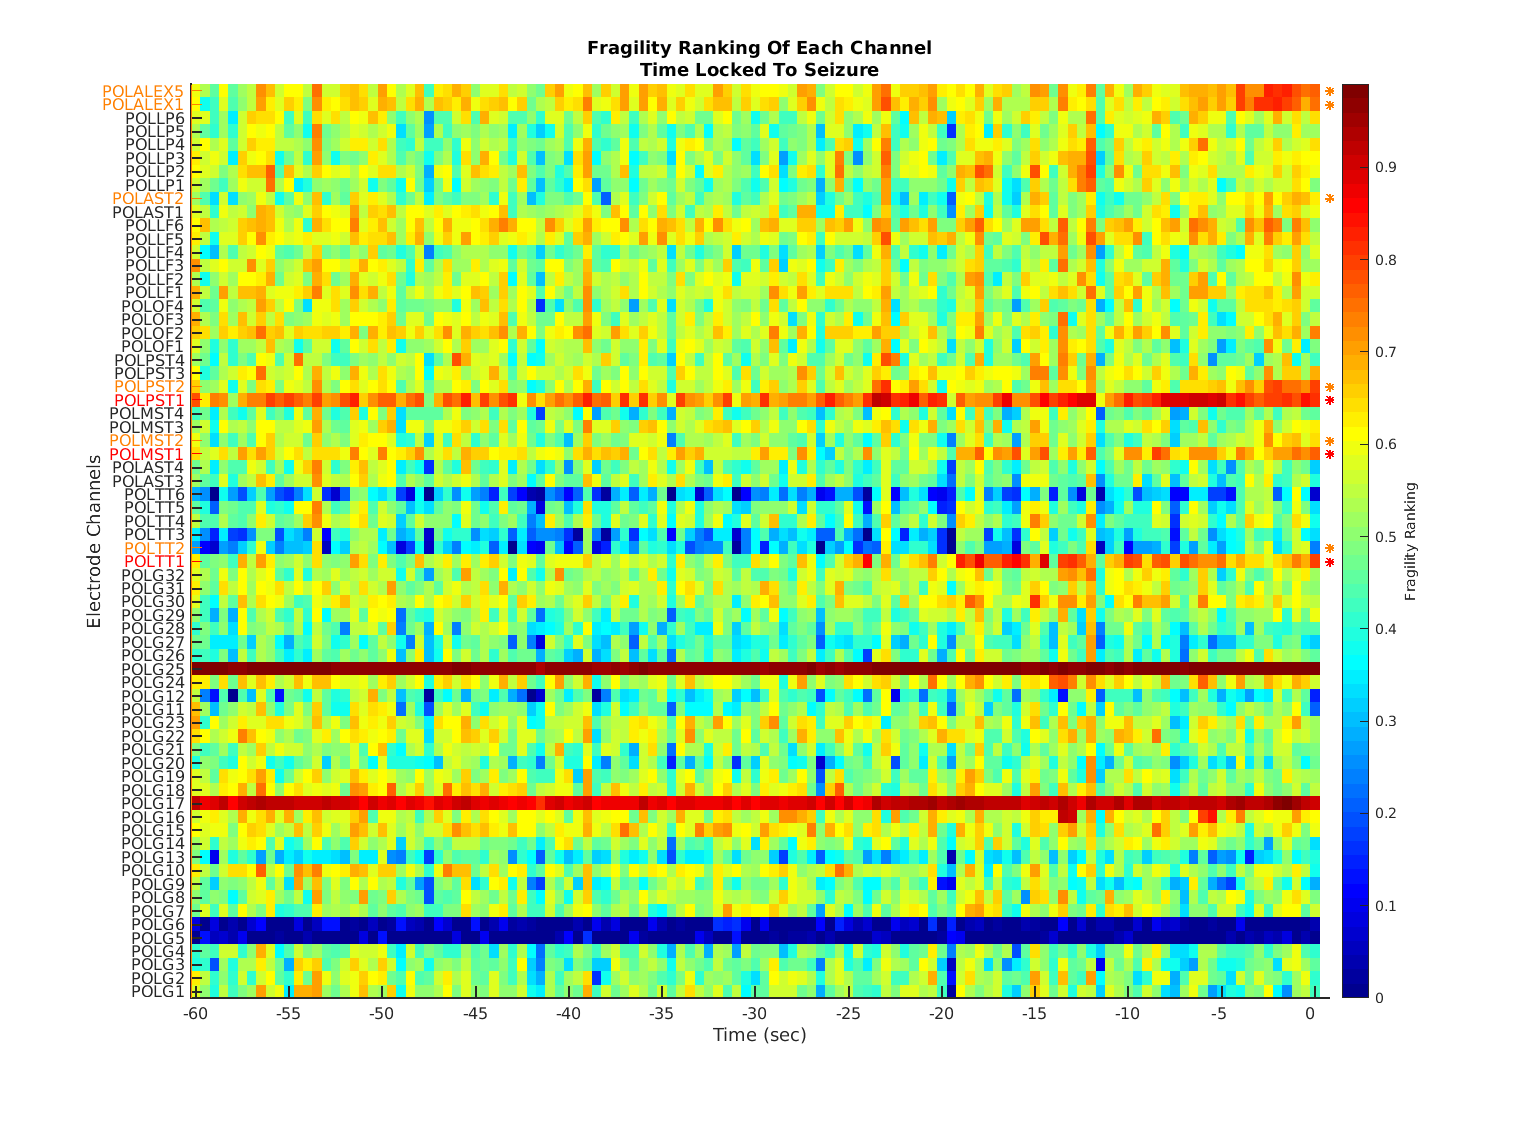 Fragility Ranking Of Each Channel
Time Locked To Seizure
Electrode Channels
POLALEX5
POLALEX1
POLLP6
POLLP5
POLLP4
POLLP3
POLLP2
POLLP1
POLAST2
POLAST1
POLLF6
POLLF5
POLLF4
POLLF3
POLLF2
POLLF1
POLOF4
POLOF3
POLOF2
POLOF1
POLPST4
POLPST3
POLPST2
POLPST1
POLMST4
POLMST3
POLMST2
POLMST1
POLAST4
POLAST3
POLTT6
POLTT5
POLTT4
POLTT3
POLTT2
POLTT1
POLG32
POLG31
POLG30
POLG29
POLG28
POLG27
POLG26
POLG25
POLG24
POLG12
POLG11
POLG23
POLG22
POLG21
POLG20
POLG19
POLG18
POLG17
POLG16
POLG15
POLG14
POLG13
POLG10
POLG9
POLG8
POLG7
POLG6
POLG5
POLG4
POLG3
POLG2
POLG1
-60 -55 -50 -45 -40 -35 -30 -25 -20 -15 -10 -5 0
Time (sec)
0.9
0.8
0.7
0.6
0.5
0.4
0.3
0.2
0.1
0
Fragility Ranking